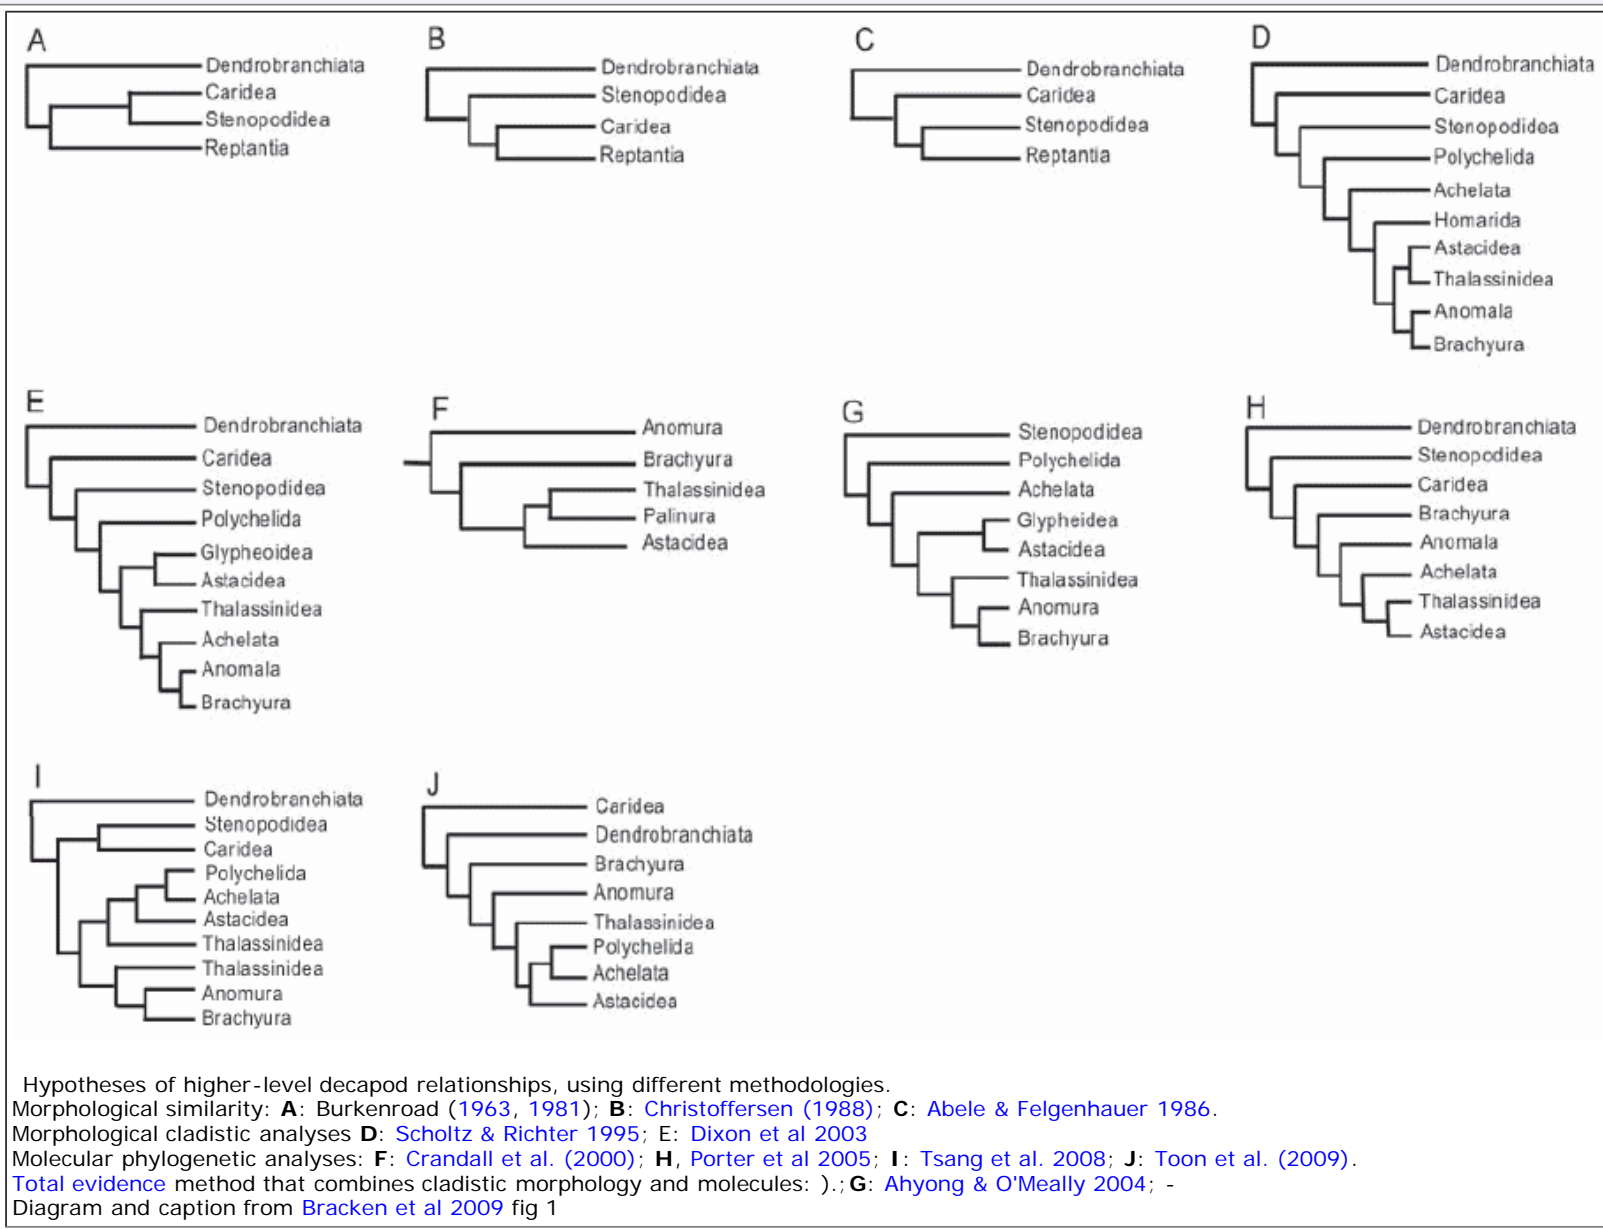 A
Dendrobranchiata
Caridea
Stenopodidea
Reptantia
B
Dendrobranchiata
Stenopodidea
Caridea
Reptantia
C
Dendrobranchiata
Caridea
Stenopodidea
Reptantia
D
Dendrobranchiata
Caridea
Stenopodidea
Polychelida
Achelata
Homarida
Astacidea
Thalassinidea
Anomala
Brachyura
E
Dendrobranchiata
Caridea
Stenopodidea
Polychelida
Glypheoidea
Astacidea
Thalassinidea
Achelata
Anomala
Brachyura
F
Anomura
Brachyura
Thalassinidea
Palinura
Astacidea
G
Stenopodidea
Polychelida
Achelata
Glypheidea
Astacidea
Thalassinidea
Anomura
Brachyura
H
Dendrobranchiata
Stenopodidea
Caridea
Brachyura
Anomala
Achelata
Thalassinidea
Astacidea
I
Dendrobranchiata
Stenopodidea
Caridea
Polychelida
Achelata
Astacidea
Thalassinidea
Thalassinidea
Anomura
Brachyura
J
Caridea
Dendrobranchiata
Brachyura
Anomura
Thalassinidea
Polychelida
Achelata
Astacidea
Hypotheses of higher-level decapod relationships, using different methodologies.
Morphological similarity: A: Burkenroad (1963, 1981); B: Christoffersen (1988); C: Abele & Felgenhauer 1986.
Morphological cladistic analyses D: Scholtz & Richter 1995; E: Dixon et al 2003
Molecular phylogenetic analyses: F: Crandall et al. (2000); H, Porter et al 2005; I: Tsang et al. 2008; J: Toon et al. (2009).
Total evidence method that combines cladistic morphology and molecules: ).;G: Ahyong & O'Meally 2004; -
Diagram and caption from Bracken et al 2009 fig 1